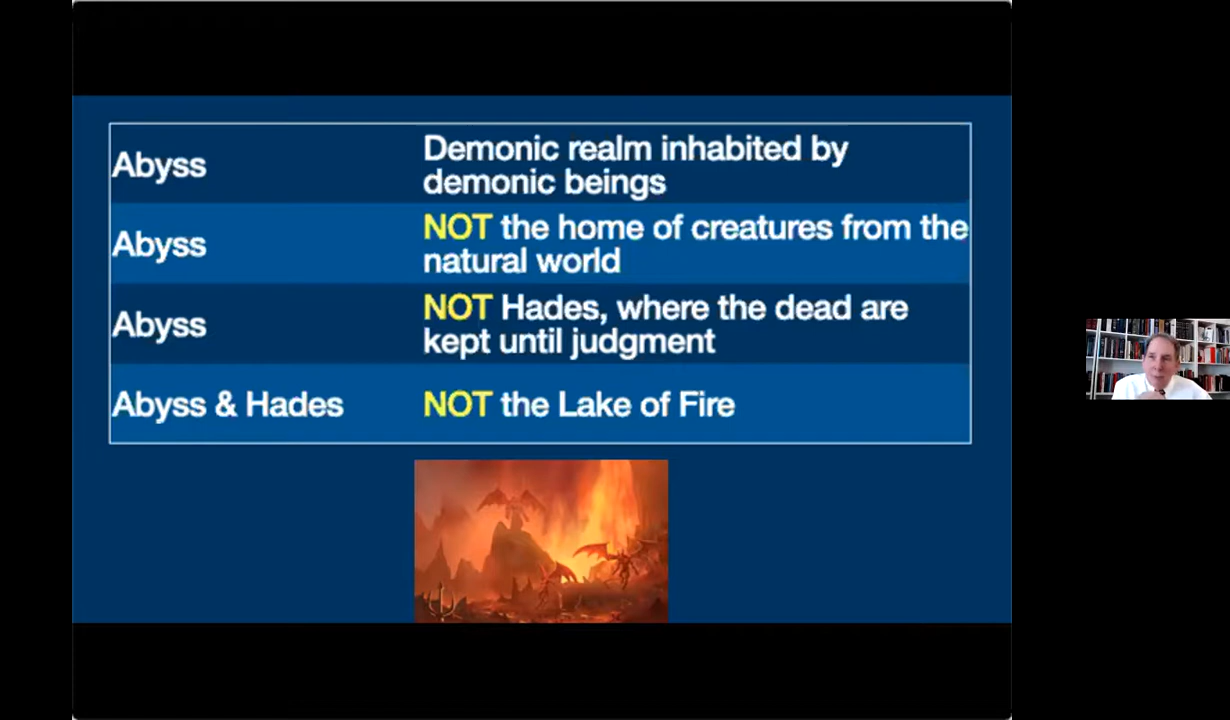 Abyss
Demonic realm inhabited by
demonic beings
Abyss
NOT the home of creatures from the
natural world
Abyss
NOT Hades, where the dead are
kept until judgment
Abyss & Hades
NOT the Lake of Fire